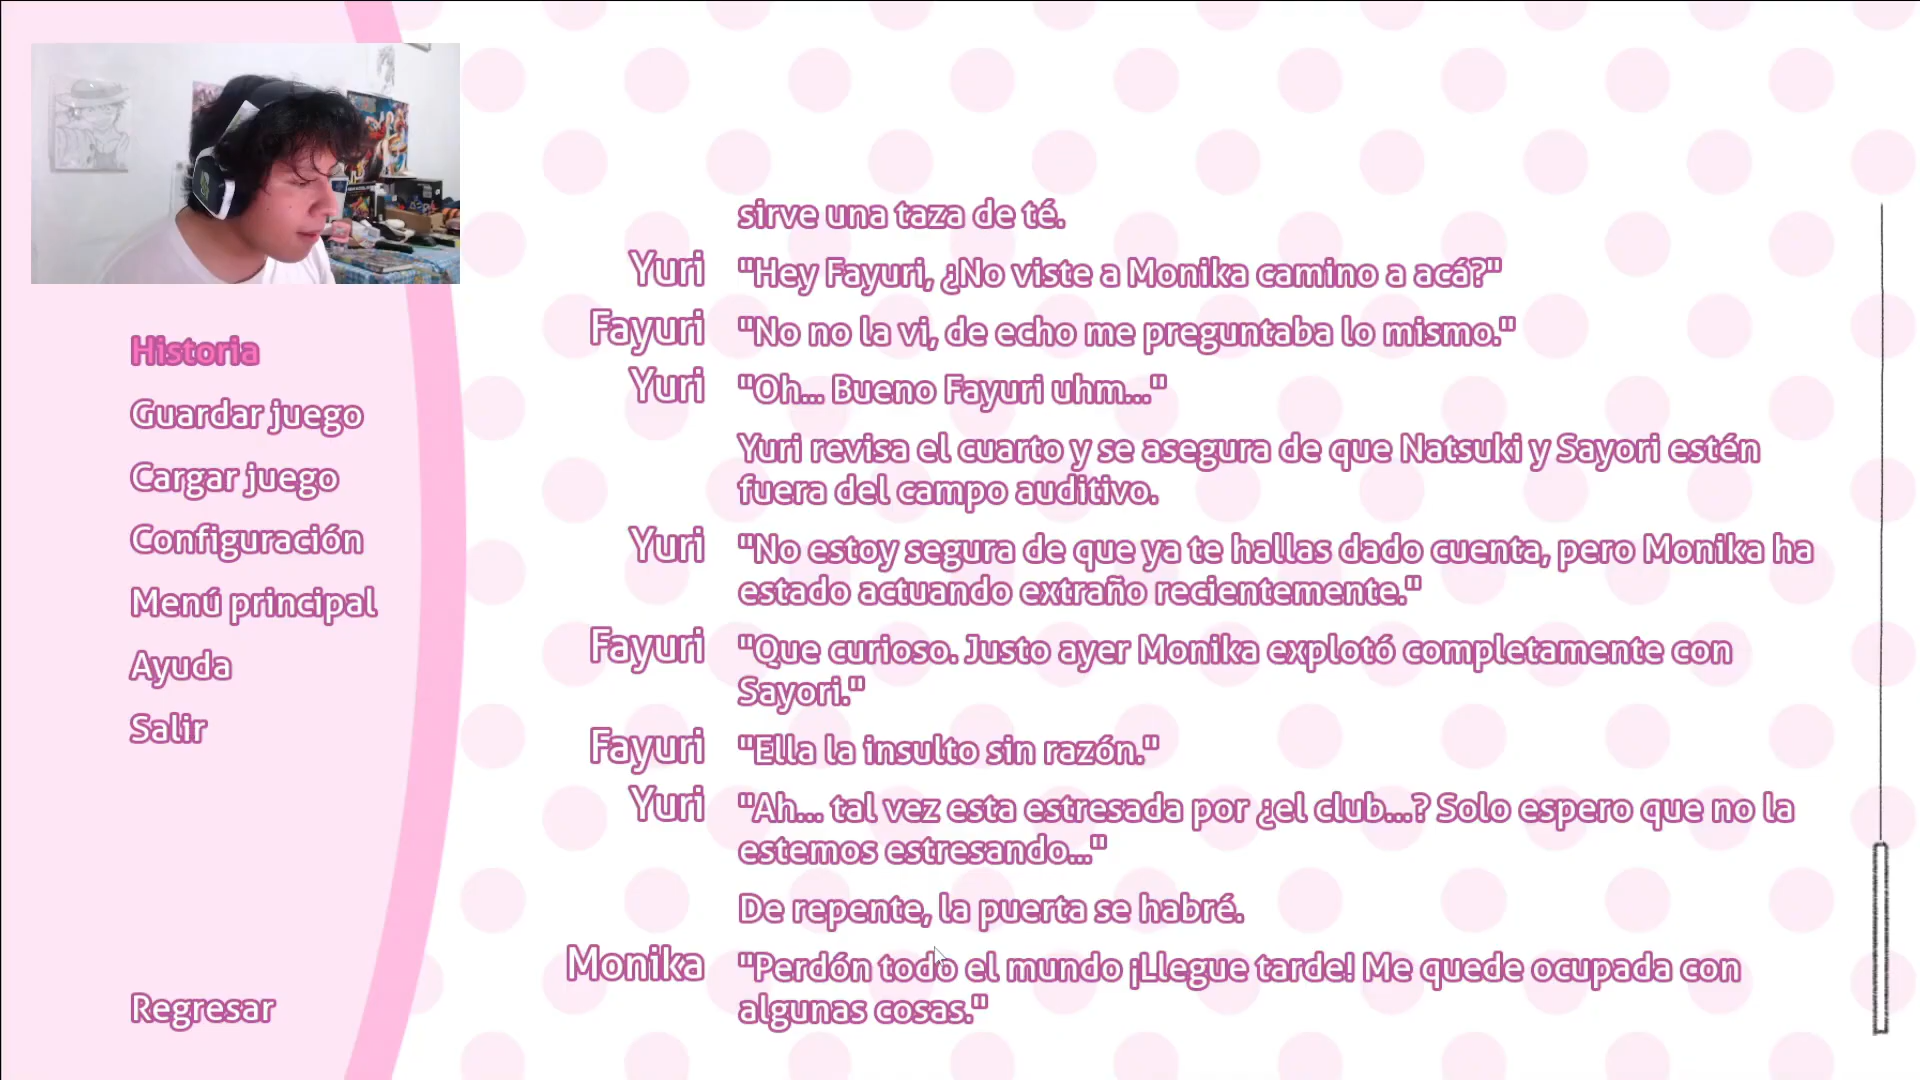 sirve una taza de té.
Yuri "Hey Fayuri, ¿No viste a Monika camino a acá?"
Fayuri "No no la vi, de echo me preguntaba lo mismo."
Yuri "Oh... Bueno Fayuri uhm..."
Yuri revisa el cuarto y se asegura de que Natsuki y Sayori estén
fuera del campo auditivo.
Yuri "No estoy segura de que ya te hallas dado cuenta, pero Monika ha
estado actuando extraño recientemente."
Fayuri "Que curioso. Justo ayer Monika explotó completamente con
Sayori."
Fayuri "Ella la insulto sin razón."
Yuri "Ah... tal vez esta estresada por ¿el club...? Solo espero que no la
estemos estresando..."
De repente, la puerta se habré.
Monika "Perdón todo el mundo ¡Llegue tarde! Me quede ocupada con
algunas cosas."
Historia
Guardar juego
Cargar juego
Configuración
Menú principal
Ayuda
Salir
Regresar